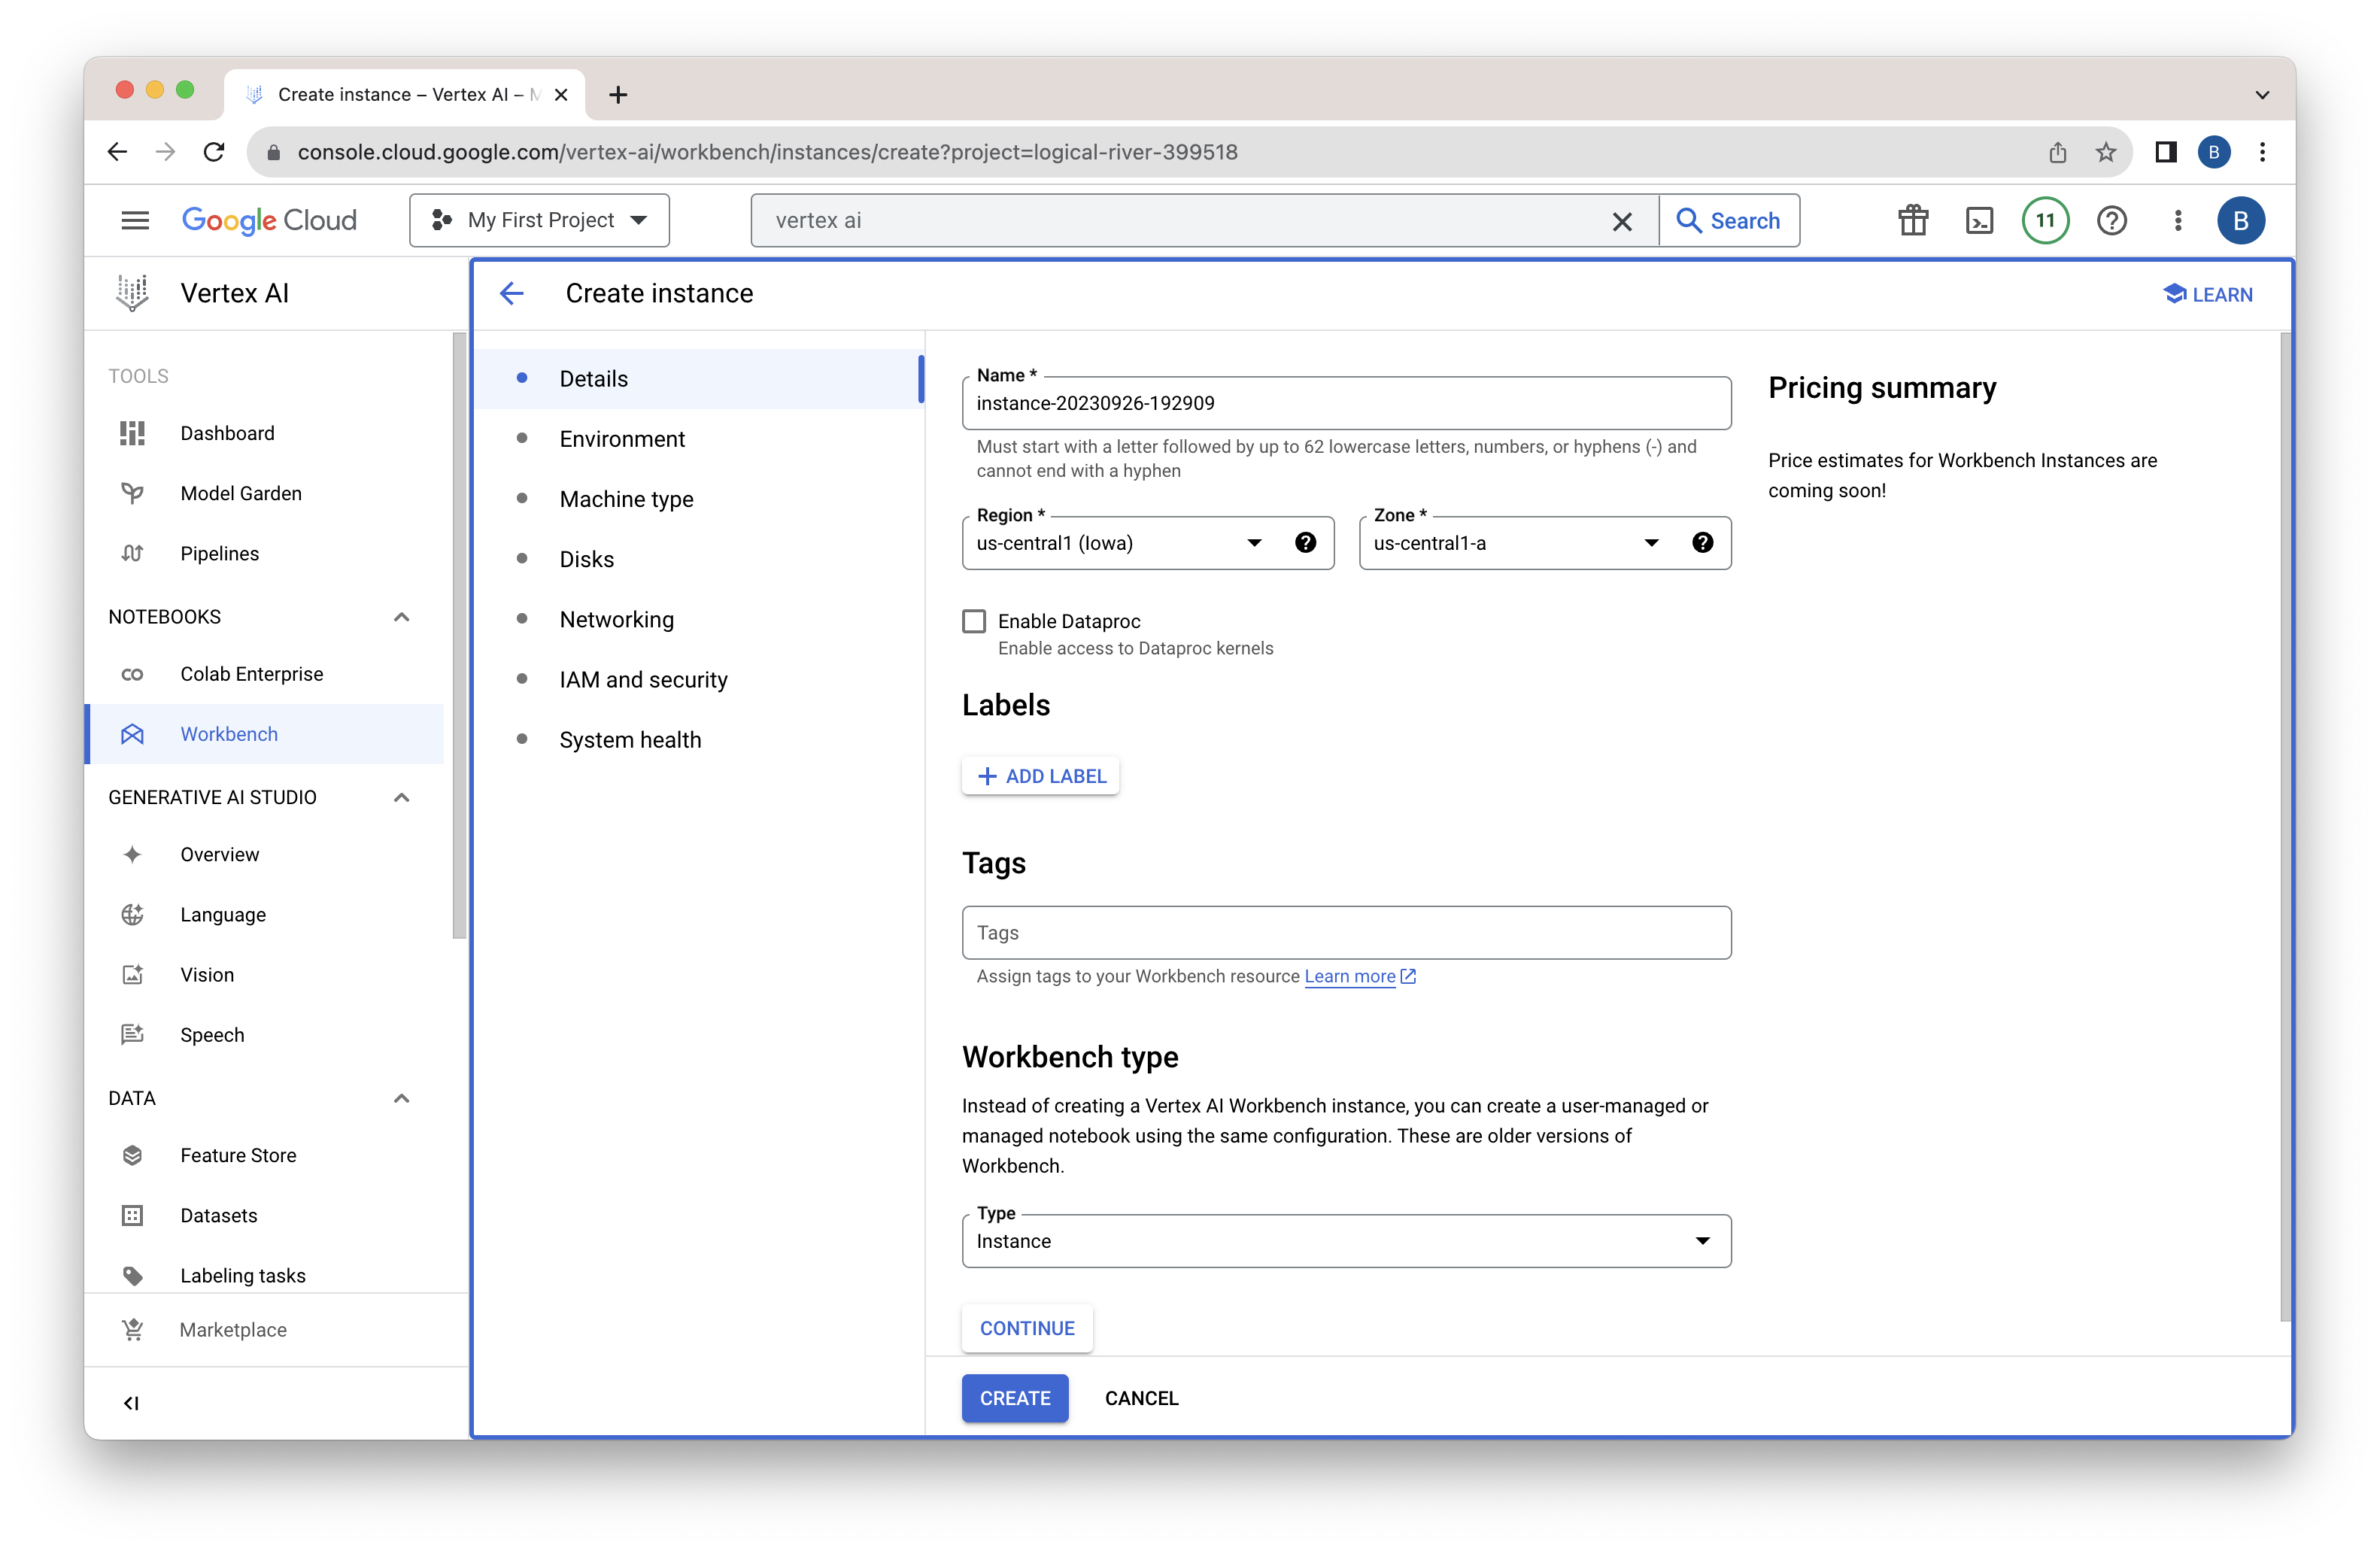 Create instance – Vertex AI – M
console.cloud.google.com/vertex-ai/workbench/instances/create?project=logical-river-399518
B
Google Cloud
My First Project
vertex ai
Search
11
B
Vertex AI
Create instance
LEARN
TOOLS
Dashboard
Model Garden
Pipelines
NOTEBOOKS
Colab Enterprise
Workbench
GENERATIVE AI STUDIO
Overview
Language
Vision
Speech
DATA
Feature Store
Datasets
Labeling tasks
Marketplace
Details
Environment
Machine type
Disks
Networking
IAM and security
System health
Name *
instance-20230926-192909
Must start with a letter followed by up to 62 lowercase letters, numbers, or hyphens (-) and
cannot end with a hyphen
Region *
us-central1 (Iowa)
Zone *
us-central1-a
Enable Dataproc
Enable access to Dataproc kernels
Labels
ADD LABEL
Tags
Tags
Assign tags to your Workbench resource Learn more
Workbench type
Instead of creating a Vertex AI Workbench instance, you can create a user-managed or
managed notebook using the same configuration. These are older versions of
Workbench.
Type
Instance
CONTINUE
CREATE
CANCEL
Pricing summary
Price estimates for Workbench Instances are
coming soon!